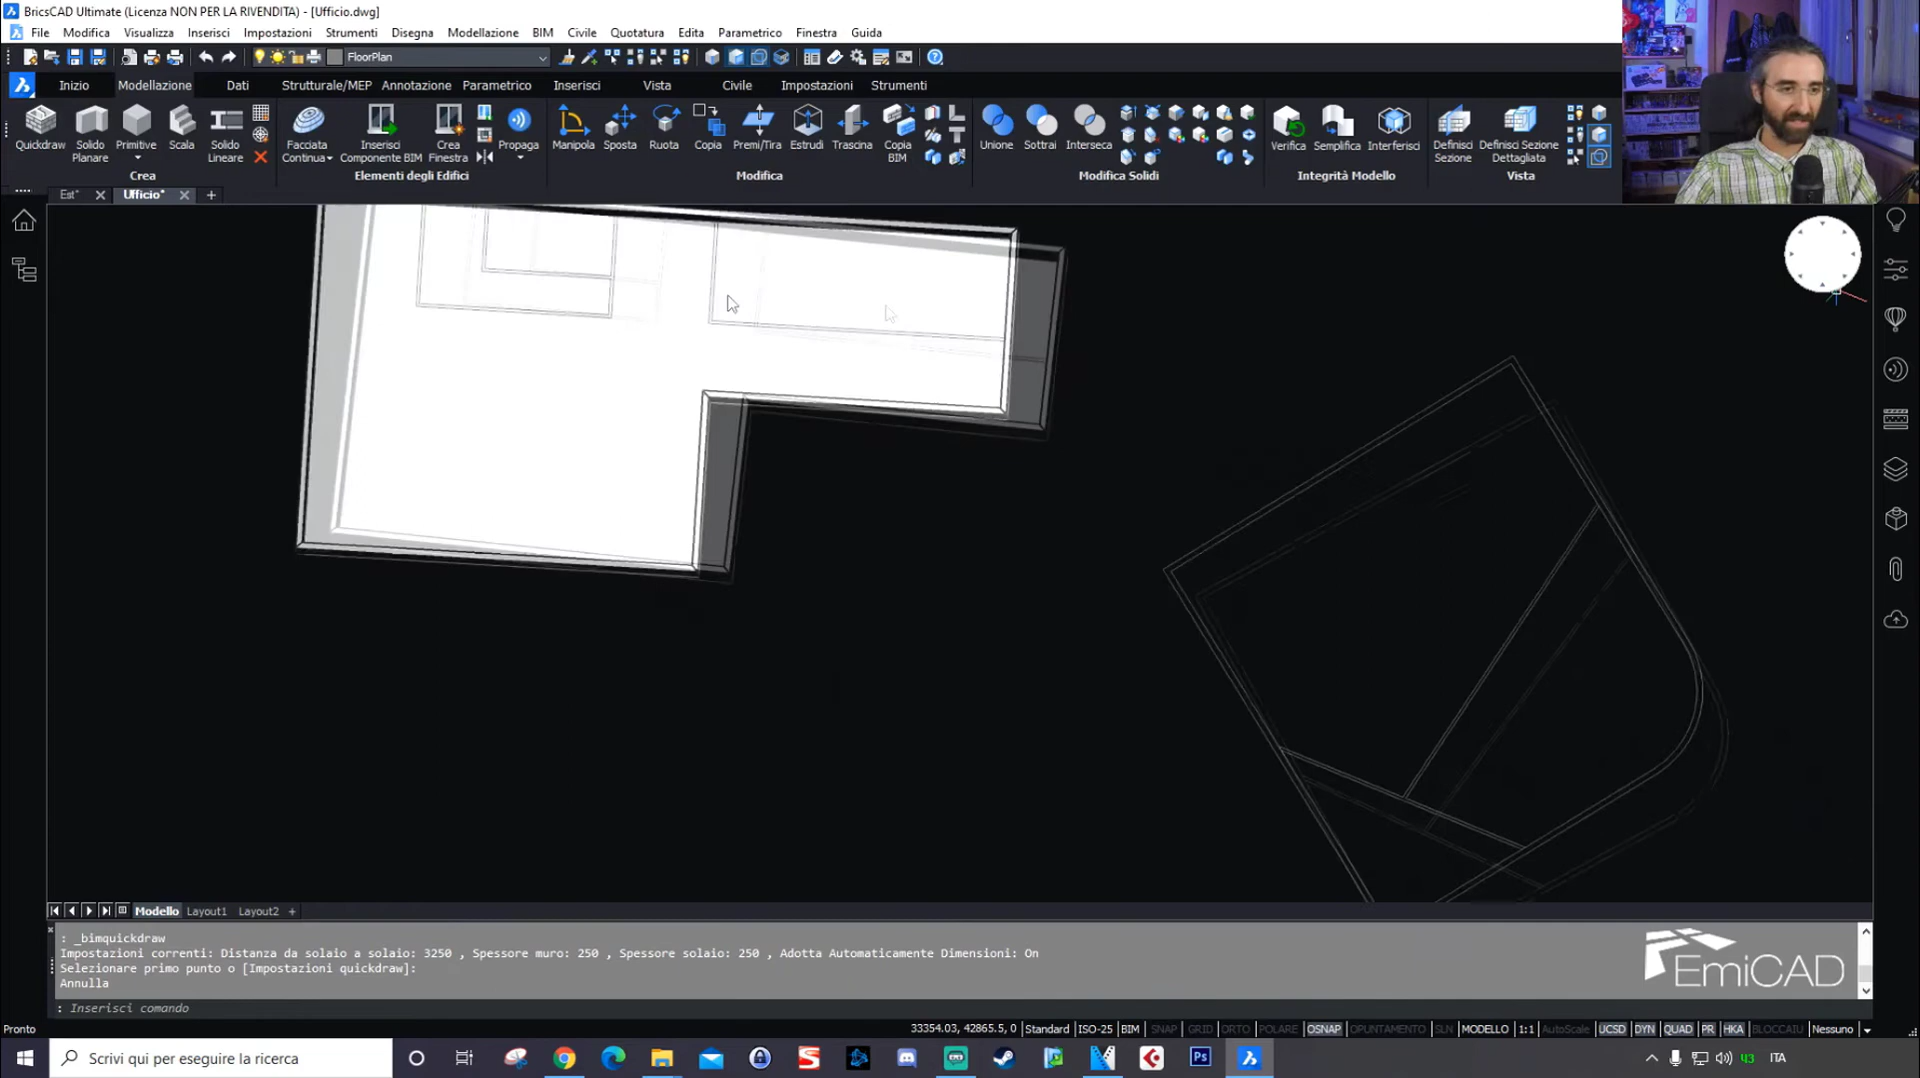 BricsCAD Ultimate (Licenza NON PER LA RIVENDITA) - [Ufficio.dwg]
File Modifica Visualizza Inserisci Impostazioni Strumenti Disegna Modellazione BIM Civile Quotatura Edita Parametrico Finestra Guida
FloorPlan
Inizio Modellazione Dati Strutturale/MEP Annotazione Parametrico Inserisci Vista Civile Impostazioni Strumenti
Quickdraw Solido Planare Primitive Scala Solido Lineare Facciata Continua Inserisci Componente BIM Crea Finestra Propaga Manipola Sposta Ruota Copia Premi/Tira Estrudi Trascina Copia BIM Unione Sottrai Interseca Verifica Semplifica Interferisci Definisci Sezione Definisci Sezione Dettagliata
Crea Elementi degli Edifici Modifica Modifica Solidi Integrità Modello Vista
Est* Ufficio*
Modello Layout1 Layout2
: _bimquickdraw
Impostazioni correnti: Distanza da solaio a solaio: 3250 , Spessore muro: 250 , Spessore solaio: 250 , Adotta Automaticamente Dimensioni: On
Selezionare primo punto o [Impostazioni quickdraw]:
Annulla
EmiCAD
: Inserisci comando
Pronto 33354.03, 42865.5, 0 Standard ISO-25 BIM SNAP GRID ORTO POLARE OSNAP OPUNTAMENTO SLN MODELLO 1:1 AutoScale UCSD DYN QUAD PR HKA BLOCCAIU Nessuno
Scrivi qui per eseguire la ricerca Ps 43 ITA